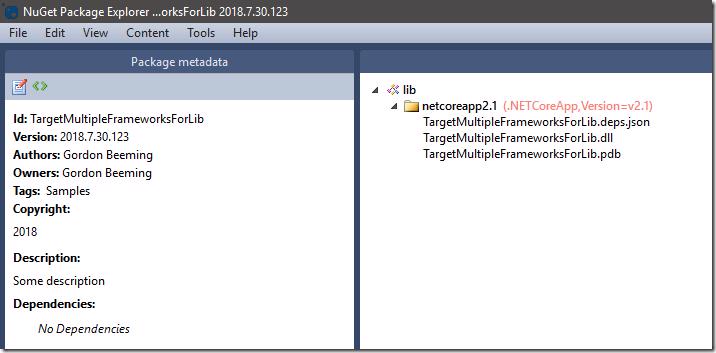 NuGet Package Explorer ...orksForLib 2018.7.30.123
File Edit View Content Tools Help
Package metadata
Id: TargetMultipleFrameworksForLib
Version: 2018.7.30.123
Authors: Gordon Beeming
Owners: Gordon Beeming
Tags: Samples
Copyright:
2018
Description:
Some description
Dependencies:
No Dependencies
lib
netcoreapp2.1 (.NETCoreApp,Version=v2.1)
TargetMultipleFrameworksForLib.deps.json
TargetMultipleFrameworksForLib.dll
TargetMultipleFrameworksForLib.pdb